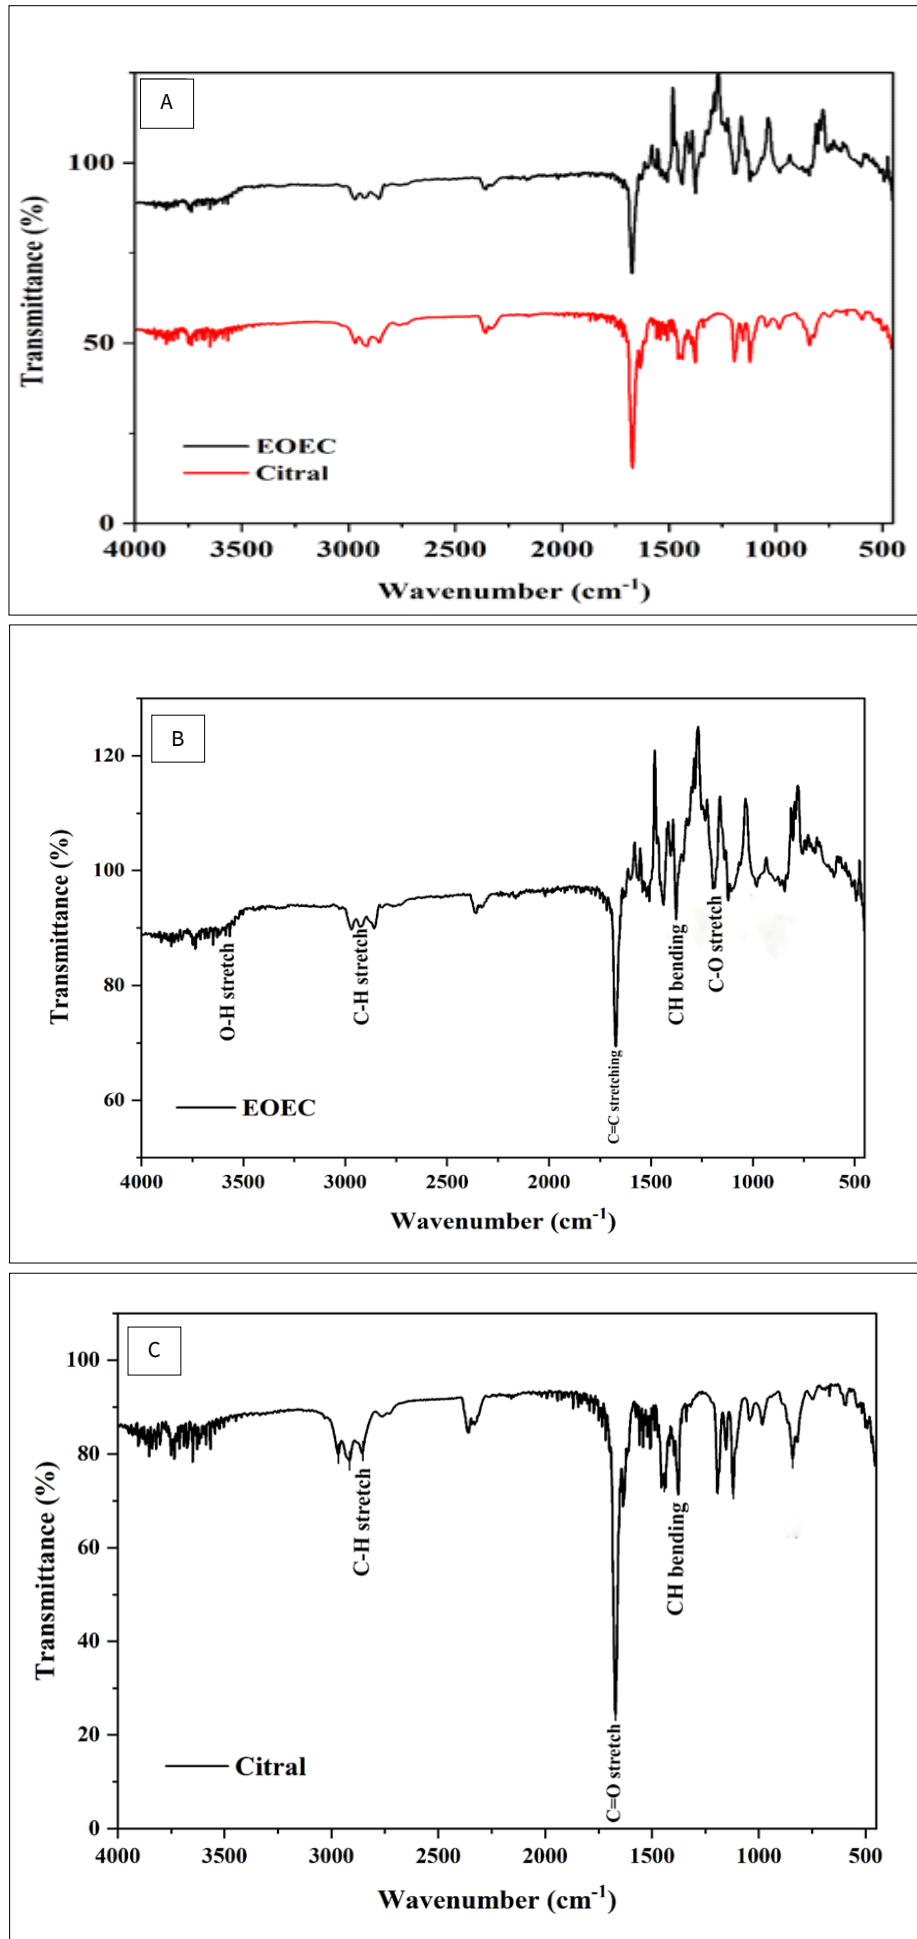 A
100
50
0
Transmittance (%)
EOEC
Citral
4000 3000 2500 2000 1500 1000 500
Wavenumber (cm-1)
B
120
100
80
60
Transmittance (%)
O-H stretch
C-H stretch
C=C stretching
CH bending
C-O stretch
EOEC
4000 3500 3000 2500 2000 1500 1000 500
Wavenumber (cm-1)
C
100
80
60
40
20
0
Transmittance (%)
C-H stretch
C=O stretch
CH bending
Citral
4000 3500 3000 2500 2000 1500 1000 500
Wavenumber (cm-1)